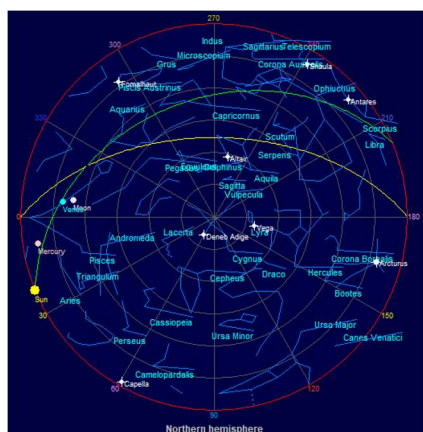 270
Indus
Sagittarius Telescopium
300
Microscopium
Grus
Corona Australis
Shaula
Fomalhaut
Piscis Austrinus
Ophiuchus
Antares
Aquarius
Capricornus
330
210
Scorpius
Scutum
Libra
Altair
Serpens
Pegasus Equuleus Delphinus
Aquila
Sagitta
Vulpecula
Venus
Moon
0
180
Vega
Lyra
Lacerta
Deneb Adige
Andromeda
Mercury
Pisces
Cygnus
Corona Borealis
Arcturus
Triangulum
Cepheus
Draco
Hercules
Sun
Aries
Bootes
30
150
Cassiopeia
Ursa Major
Perseus
Ursa Minor
Canes Venatici
Camelopardalis
Capella
60
120
90
Northern hemisphere